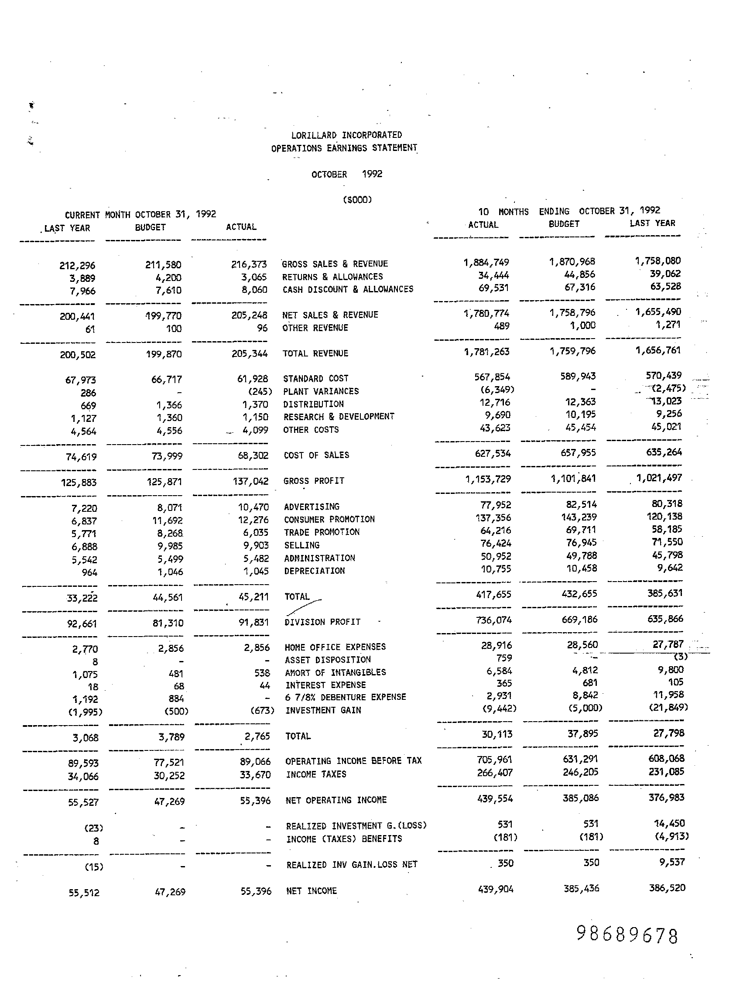 LORILLARD INCORPORATED
OPERATIONS EARNINGS STATEMENT
OCTOBER 1992
($000)
CURRENT MONTH OCTOBER 31, 1992 10 MONTHS ENDING OCTOBER 31, 1992
LAST YEAR BUDGET ACTUAL ACTUAL BUDGET LAST YEAR
212,296 211,580 216,373 GROSS SALES & REVENUE 1,884,749 1,870,968 1,758,080
3,889 4,200 3,065 RETURNS & ALLOWANCES 34,444 44,856 39,062
7,966 7,610 8,060 CASH DISCOUNT & ALLOWANCES 69,531 67,316 63,528
200,441 199,770 205,248 NET SALES & REVENUE 1,780,774 1,758,796 1,655,490
61 100 96 OTHER REVENUE 489 1,000 1,271
200,502 199,870 205,344 TOTAL REVENUE 1,781,263 1,759,796 1,656,761
67,973 66,717 61,928 STANDARD COST 567,854 589,943 570,439
286 - (245) PLANT VARIANCES (6,349) - (2,475)
669 1,366 1,370 DISTRIBUTION 12,716 12,363 13,023
1,127 1,360 1,150 RESEARCH & DEVELOPMENT 9,690 10,195 9,256
4,564 4,556 4,099 OTHER COSTS 43,623 45,454 45,021
74,619 73,999 68,302 COST OF SALES 627,534 657,955 635,264
125,883 125,871 137,042 GROSS PROFIT 1,153,729 1,101,841 1,021,497
7,220 8,071 10,470 ADVERTISING 77,952 82,514 80,318
6,837 11,692 12,276 CONSUMER PROMOTION 137,356 143,239 120,138
5,771 8,268 6,035 TRADE PROMOTION 64,216 69,711 58,185
6,888 9,985 9,903 SELLING 76,424 76,945 71,550
5,542 5,499 5,482 ADMINISTRATION 50,952 49,788 45,798
964 1,046 1,045 DEPRECIATION 10,755 10,458 9,642
33,222 44,561 45,211 TOTAL 417,655 432,655 385,631
92,661 81,310 91,831 DIVISION PROFIT 736,074 669,186 635,866
2,770 2,856 2,856 HOME OFFICE EXPENSES 28,916 28,560 27,787
8 - - ASSET DISPOSITION 759 - (3)
1,075 481 538 AMORT OF INTANGIBLES 6,584 4,812 9,800
18 68 44 INTEREST EXPENSE 365 681 105
1,192 884 - 6 7/8% DEBENTURE EXPENSE 2,931 8,842 11,958
(1,995) (500) (673) INVESTMENT GAIN (9,442) (5,000) (21,849)
3,068 3,789 2,765 TOTAL 30,113 37,895 27,798
89,593 77,521 89,066 OPERATING INCOME BEFORE TAX 705,961 631,291 608,068
34,066 30,252 33,670 INCOME TAXES 266,407 246,205 231,085
55,527 47,269 55,396 NET OPERATING INCOME 439,554 385,086 376,983
(23) - - REALIZED INVESTMENT G.(LOSS) 531 531 14,450
8 - - INCOME (TAXES) BENEFITS (181) (181) (4,913)
(15) - - REALIZED INV GAIN.LOSS NET 350 350 9,537
55,512 47,269 55,396 NET INCOME 439,904 385,436 386,520
98689678